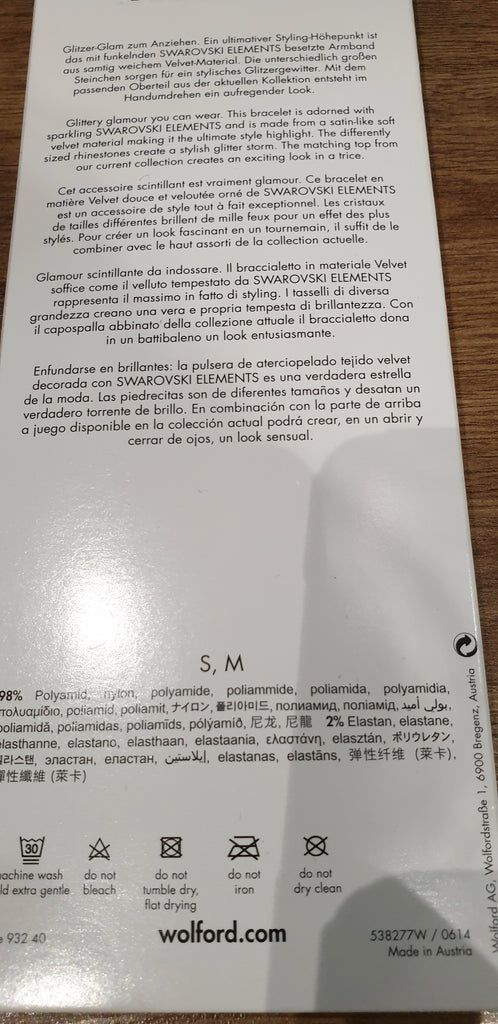 Glitzer-Glam zum Anziehen. Ein ultimativer Styling-Höhepunkt ist
das mit funkelnden SWAROVSKI ELEMENTS besetzte Armband
aus samtig weichem Velvet-Material. Die unterschiedlich großen
Steinchen sorgen für ein stylisches Glitzergewitter. Mit dem
passenden Oberteil aus der aktuellen Kollektion entsteht im
Handumdrehen ein aufregender Look.
Glittery glamour you can wear. This bracelet is adorned with
sparkling SWAROVSKI ELEMENTS and is made from a satin-like soft
velvet material making it the ultimate style highlight. The differently
sized rhinestones create a stylish glitter storm. The matching top from
our current collection creates an exciting look in a trice.
Cet accessoire scintillant est vraiment glamour. Ce bracelet en
matière Velvet douce et veloutée orné de SWAROVSKI ELEMENTS
est un accessoire de style tout à fait exceptionnel. Les cristaux
de tailles différentes brillent de mille feux pour un effet des plus
stylés. Pour créer un look fascinant en un tournemain, il suffit de le
combiner avec le haut assorti de la collection actuelle.
Glamour scintillante da indossare. Il braccialetto in materiale Velvet
soffice come il velluto tempestato da SWAROVSKI ELEMENTS
rappresenta il massimo in fatto di styling. I tasselli di diversa
grandezza creano una vera e propria tempesta di brillantezza. Con
il capospalla abbinato della collezione attuale il braccialetto dona
in un battibaleno un look entusiasmante.
Enfundarse en brillantes: la pulsera de aterciopelado tejido velvet
decorada con SWAROVSKI ELEMENTS es una verdadera estrella
de la moda. Las piedrecitas son de diferentes tamaños y desatan un
verdadero torrente de brillo. En combinación con la parte de arriba
a juego disponible en la colección actual podrá crear, en un abrir y
cerrar de ojos, un look sensual.
S, M
98% Polyamid, nylon, polyamide, poliammide, poliamida, polyamidia,
πολυαμίδιο, poliamid, poliamit, ナイロン, 폴리아미드, полиамид, поліамід, بولي أميد,
poliamidă, poliamidas, poliamīds, pólýamíð, 尼龙, 尼龍 2% Elastan, elastane,
élasthanne, elastano, elasthaan, elastaania, ελαστάνη, elasztán, ポリウレタン,
엘라스탠, эластан, еластан, إيلاستين, elastanas, elastāns, 弹性纤维 (莱卡),
彈性纖維 (萊卡)
30
machine wash
cold extra gentle
do not
bleach
do not
tumble dry,
flat drying
do not
iron
do not
dry clean
932 40
wolford.com
538277W / 0614
Made in Austria
Wolford AG, Wolfordstraße 1, 6900 Bregenz, Austria